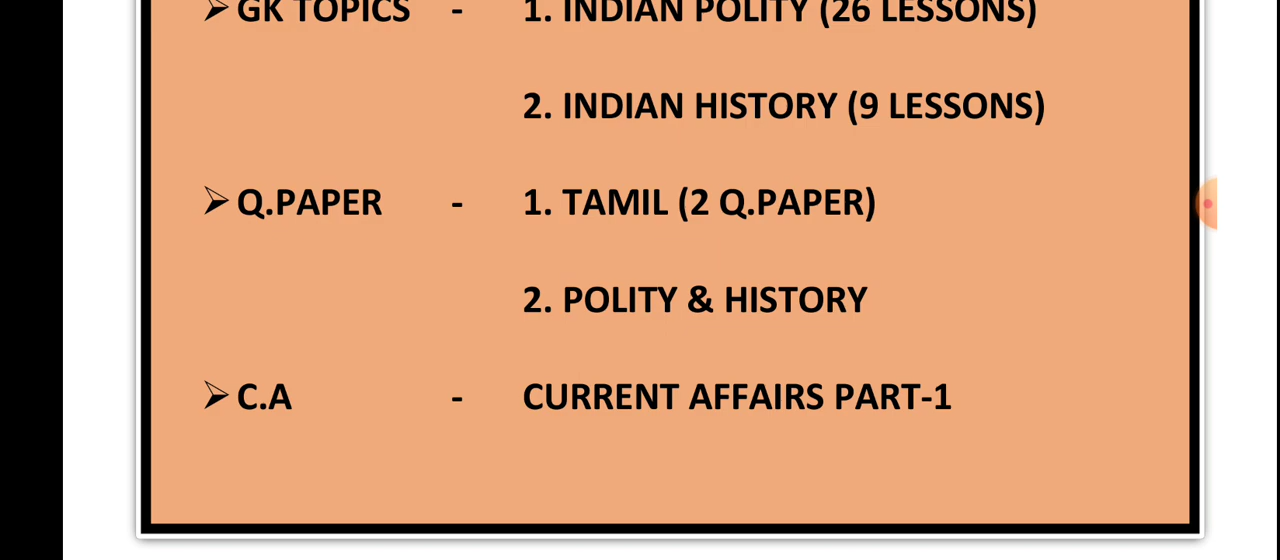 ➢ GK TOPICS - 1. INDIAN POLITY (26 LESSONS)
2. INDIAN HISTORY (9 LESSONS)
➢ Q.PAPER - 1. TAMIL (2 Q.PAPER)
2. POLITY & HISTORY
➢ C.A - CURRENT AFFAIRS PART-1